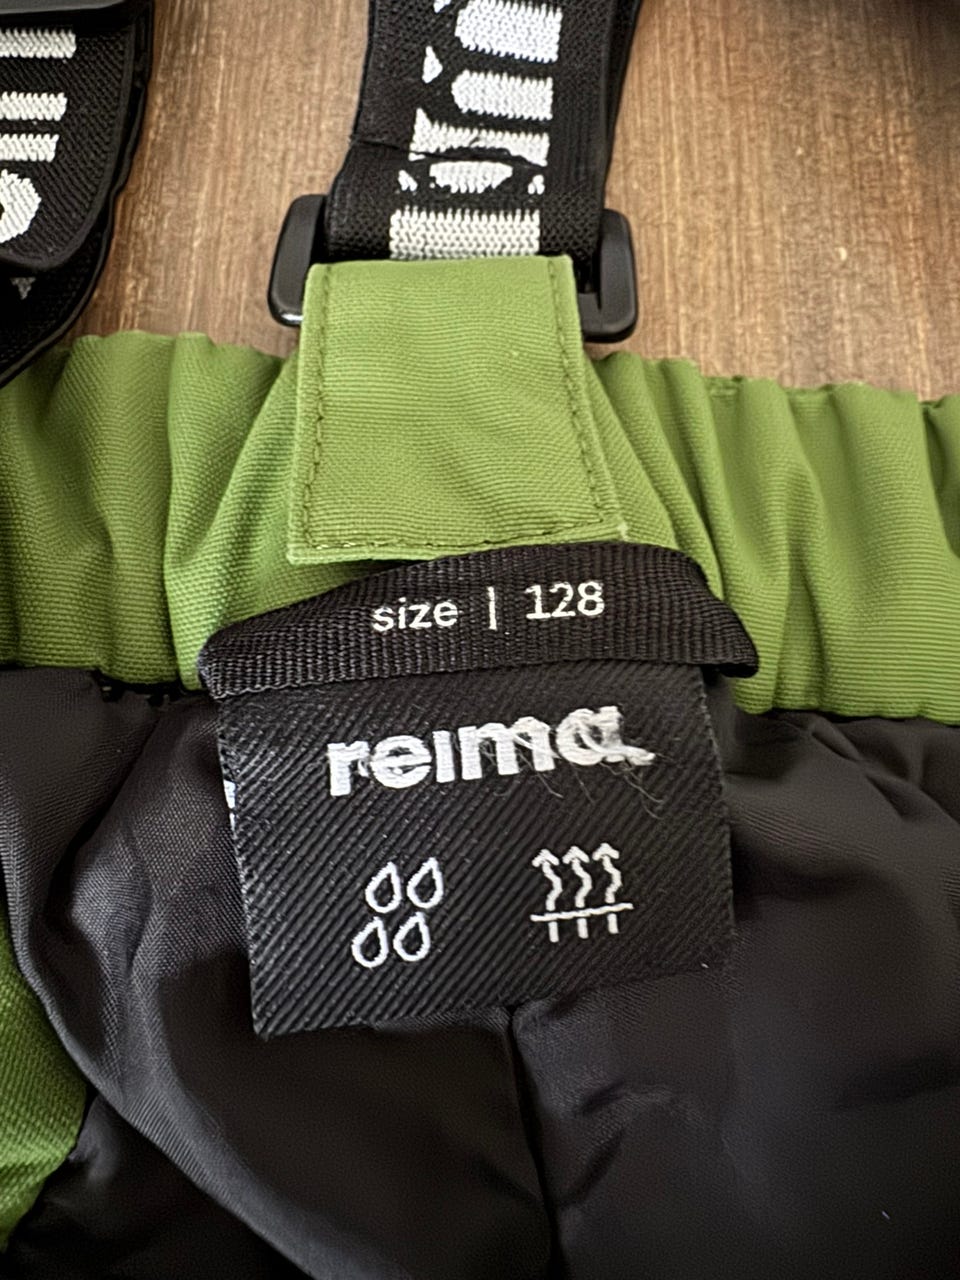 size | 128
reima